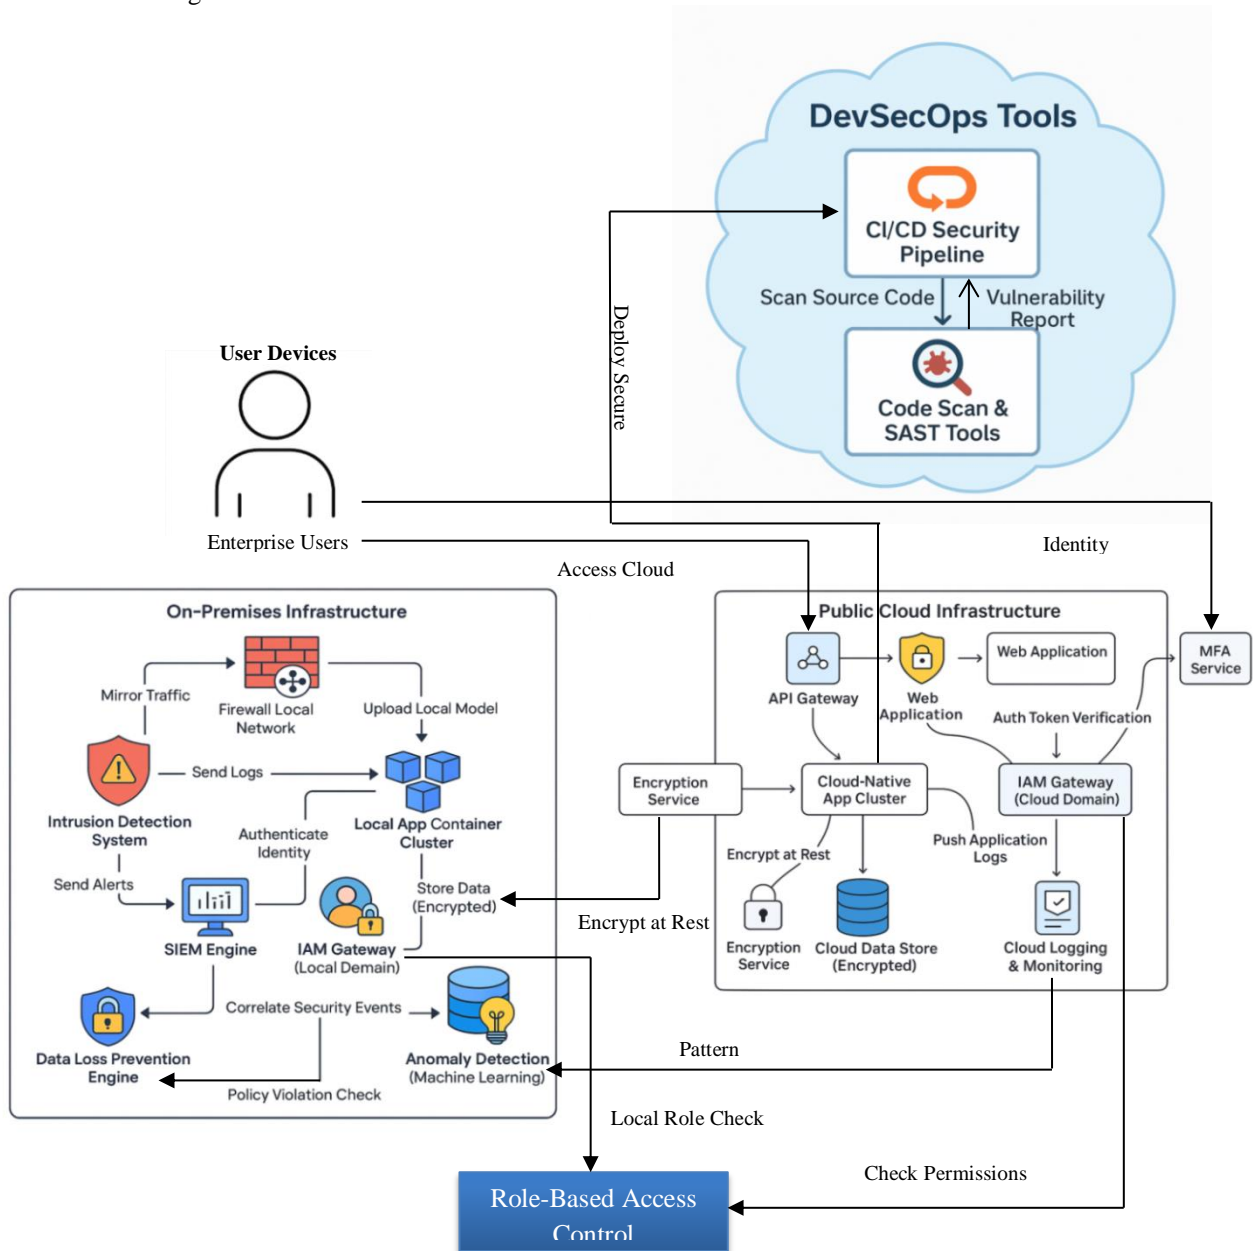 DevSecOps Tools
CI/CD Security
Pipeline
Scan Source Code
Vulnerability
Report
Code Scan &
SAST Tools
Deploy Secure
User Devices
Enterprise Users
Access Cloud
Identity
On-Premises Infrastructure
Mirror Traffic
Firewall Local
Network
Upload Local Model
Send Logs
Intrusion Detection
System
Local App Container
Cluster
Authenticate
Identity
Send Alerts
Store Data
(Encrypted)
SIEM Engine
IAM Gateway
(Local Domain)
Correlate Security Events
Data Loss Prevention
Engine
Anomaly Detection
(Machine Learning)
Policy Violation Check
Public Cloud Infrastructure
API Gateway
Web
Application
Web Application
MFA
Service
Auth Token Verification
Encryption
Service
Cloud-Native
App Cluster
IAM Gateway
(Cloud Domain)
Push Application
Logs
Encrypt at Rest
Encrypt at Rest
Encryption
Service
Cloud Data Store
(Encrypted)
Cloud Logging
& Monitoring
Pattern
Local Role Check
Check Permissions
Role-Based Access
Control